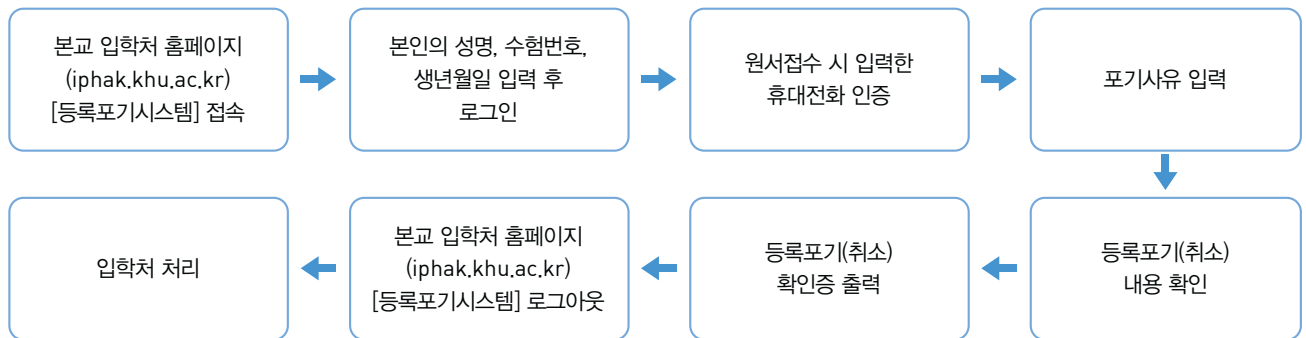 본교 입학처 홈페이지
(iphak.khu.ac.kr)
[등록포기시스템] 접속
본인의 성명, 수험번호,
생년월일 입력 후
로그인
원서접수 시 입력한
휴대전화 인증
포기사유 입력
등록포기(취소)
내용 확인
등록포기(취소)
확인증 출력
본교 입학처 홈페이지
(iphak.khu.ac.kr)
[등록포기시스템] 로그아웃
입학처 처리